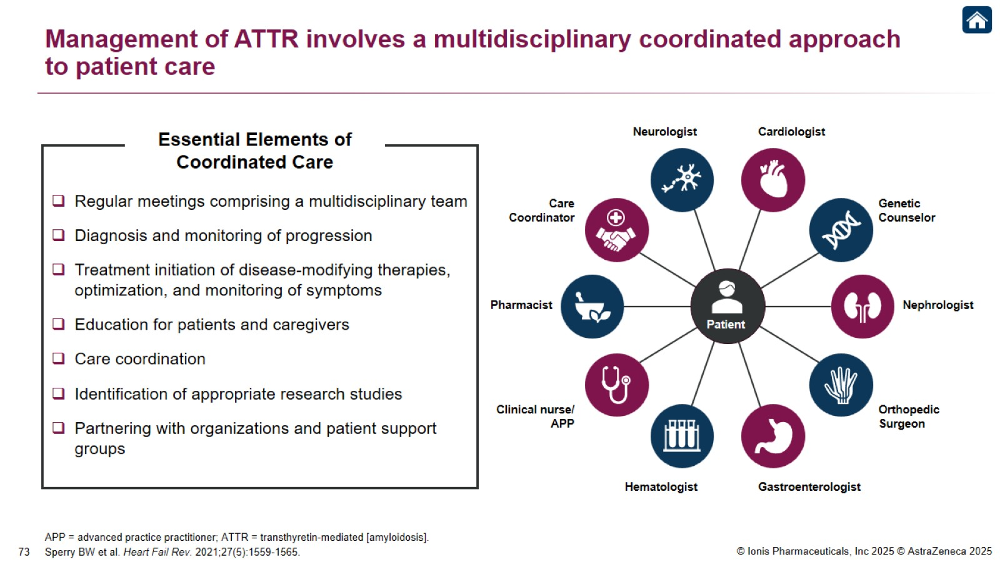 Management of ATTR involves a multidisciplinary coordinated approach
to patient care
Essential Elements of
Coordinated Care
Regular meetings comprising a multidisciplinary team
Diagnosis and monitoring of progression
Treatment initiation of disease-modifying therapies,
optimization, and monitoring of symptoms
Education for patients and caregivers
Care coordination
Identification of appropriate research studies
Partnering with organizations and patient support
groups
Neurologist
Cardiologist
Care
Coordinator
Genetic
Counselor
Pharmacist
Patient
Nephrologist
Clinical nurse/
APP
Orthopedic
Surgeon
Hematologist
Gastroenterologist
APP = advanced practice practitioner; ATTR = transthyretin-mediated [amyloidosis].
73 Sperry BW et al. Heart Fail Rev. 2021;27(5):1559-1565.
© Ionis Pharmaceuticals, Inc 2025 © AstraZeneca 2025